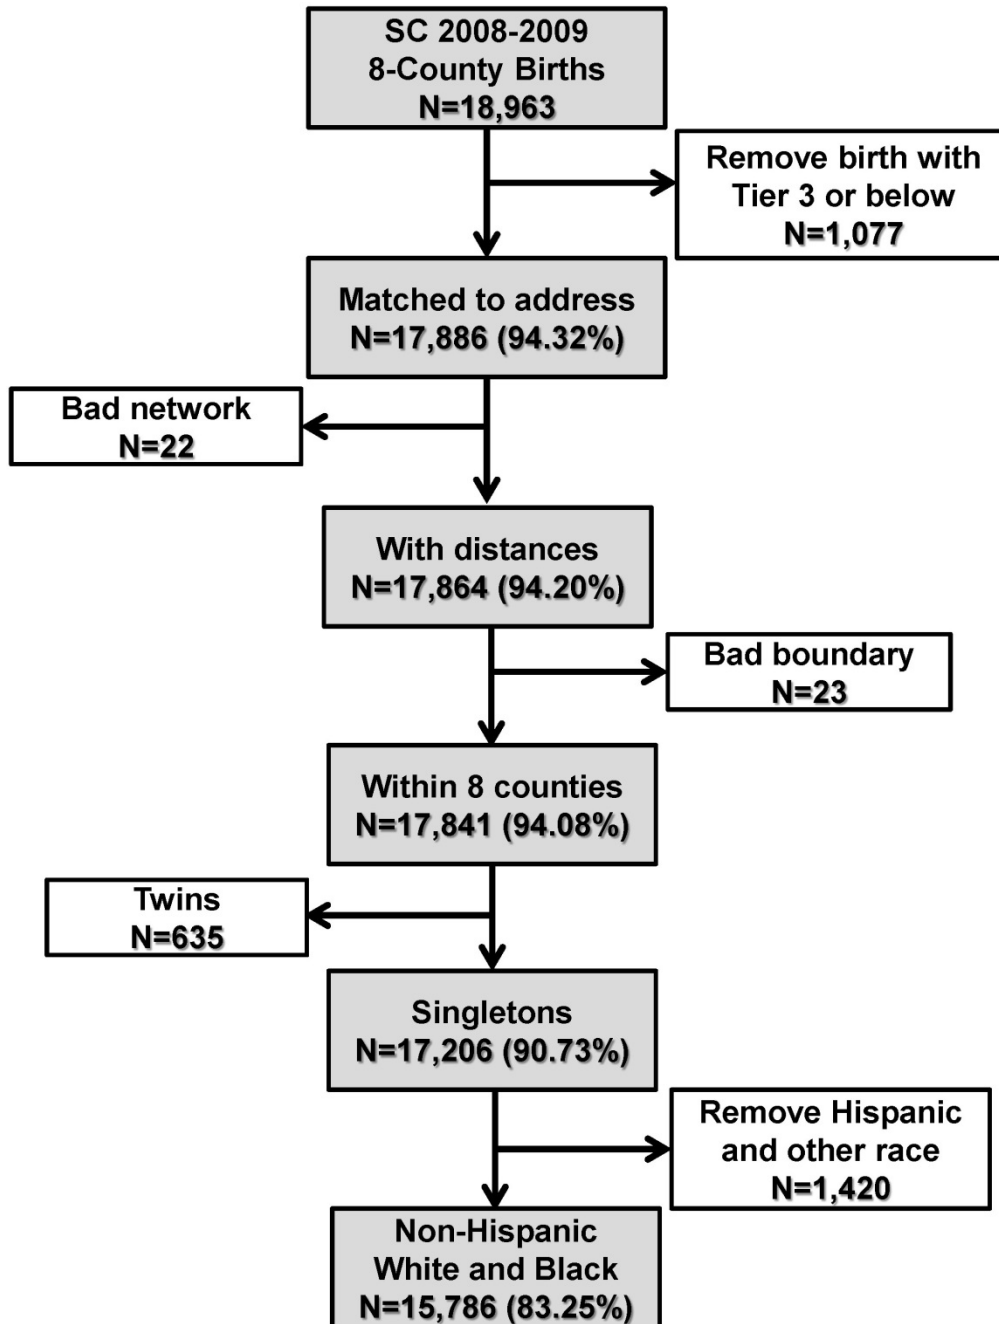 SC 2008-2009
8-County Births
N=18,963
Remove birth with
Tier 3 or below
N=1,077
Matched to address
N=17,886 (94.32%)
Bad network
N=22
With distances
N=17,864 (94.20%)
Bad boundary
N=23
Within 8 counties
N=17,841 (94.08%)
Twins
N=635
Singletons
N=17,206 (90.73%)
Remove Hispanic
and other race
N=1,420
Non-Hispanic
White and Black
N=15,786 (83.25%)